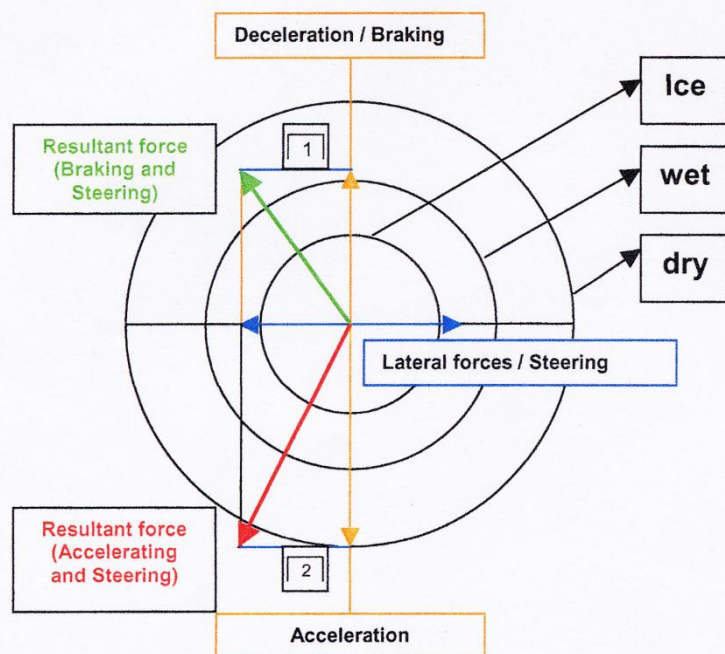 Deceleration / Braking
Ice
Resultant force
(Braking and
Steering)
1
wet
dry
Lateral forces / Steering
Resultant force
(Accelerating
and Steering)
2
Acceleration